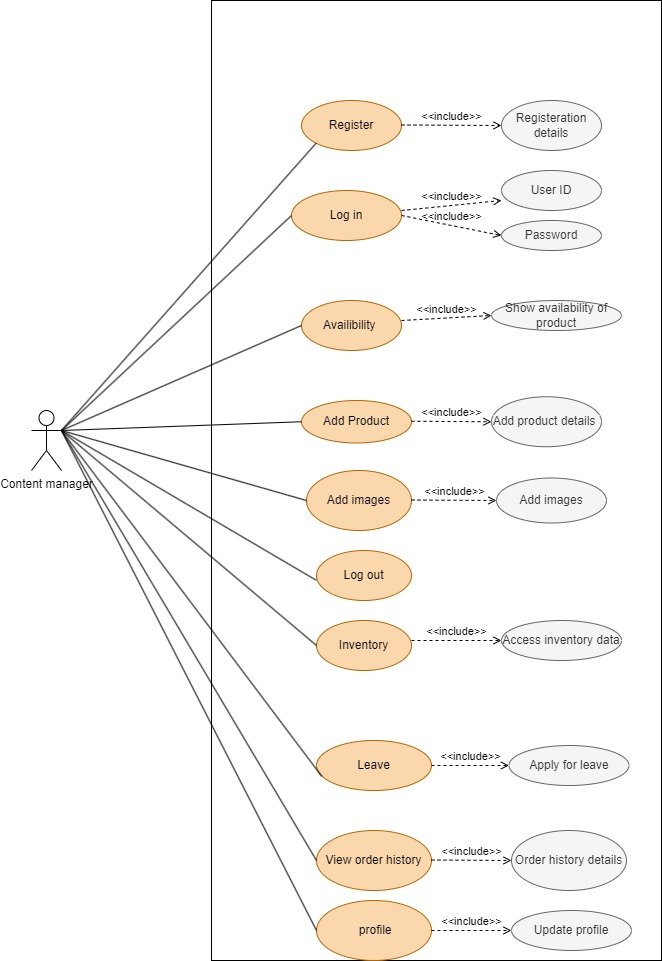 Register
<<include>>
Registeration
details
Log in
<<include>>
User ID
<<include>>
Password
Availibility
<<include>>
Show availability of
product
Add Product
<<include>>
Add product details
Content manager
Add images
<<include>>
Add images
Log out
Inventory
<<include>>
Access inventory data
Leave
<<include>>
Apply for leave
View order history
<<include>>
Order history details
profile
<<include>>
Update profile